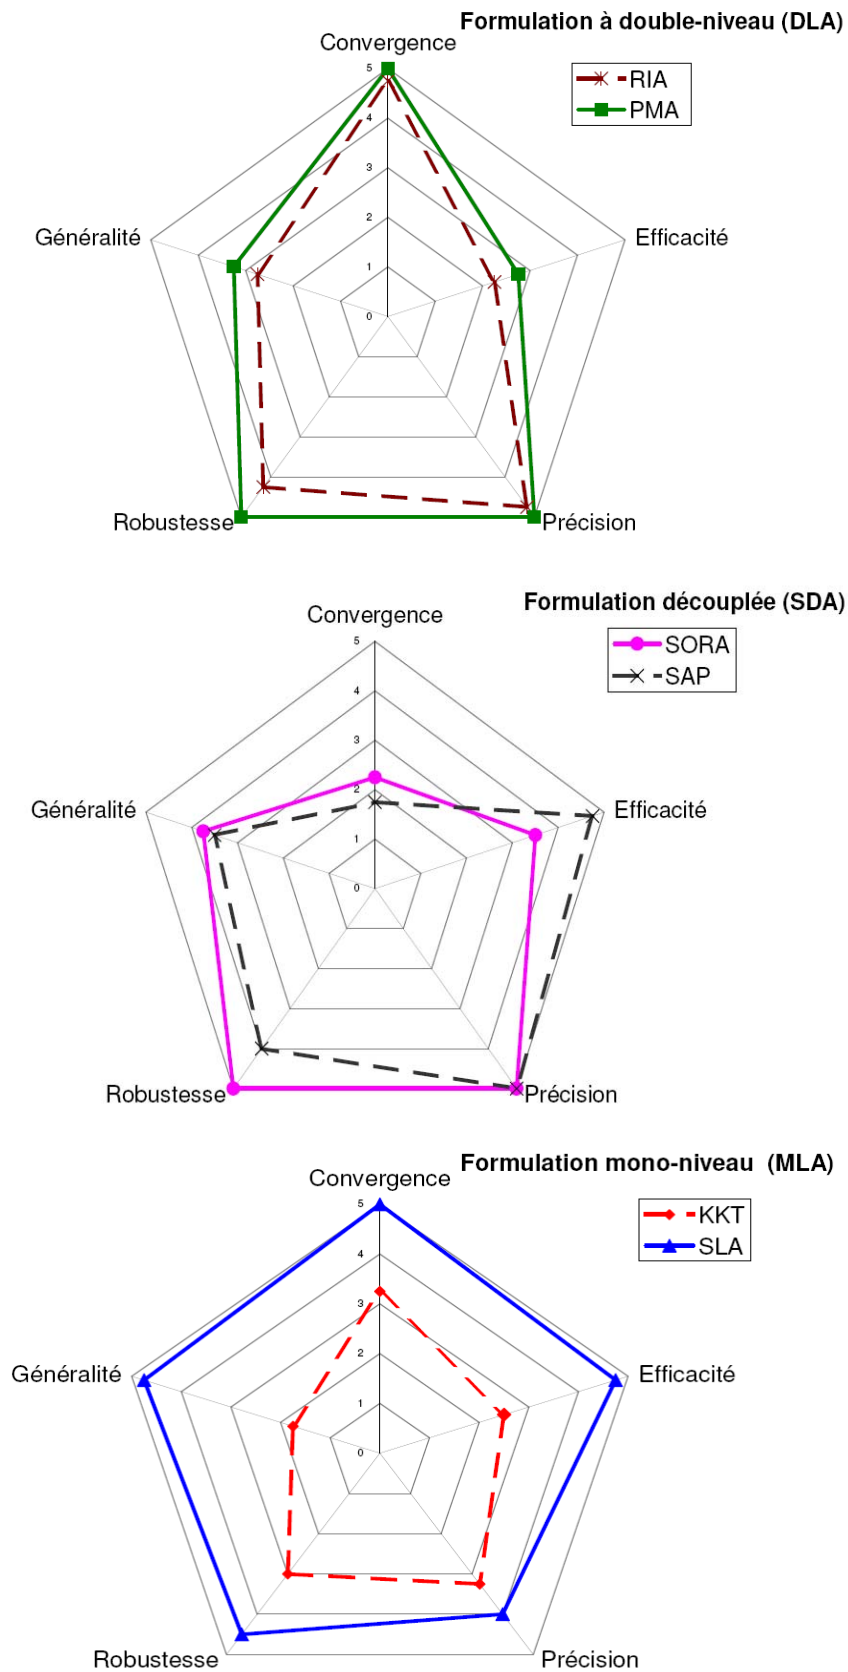 Formulation à double-niveau (DLA)
Convergence
RIA
PMA
5
4
3
2
1
0
Généralité
Efficacité
Robustesse
Précision
Formulation découplée (SDA)
Convergence
SORA
SAP
5
4
3
2
1
0
Généralité
Efficacité
Robustesse
Précision
Formulation mono-niveau (MLA)
Convergence
KKT
SLA
5
4
3
2
1
0
Généralité
Efficacité
Robustesse
Précision